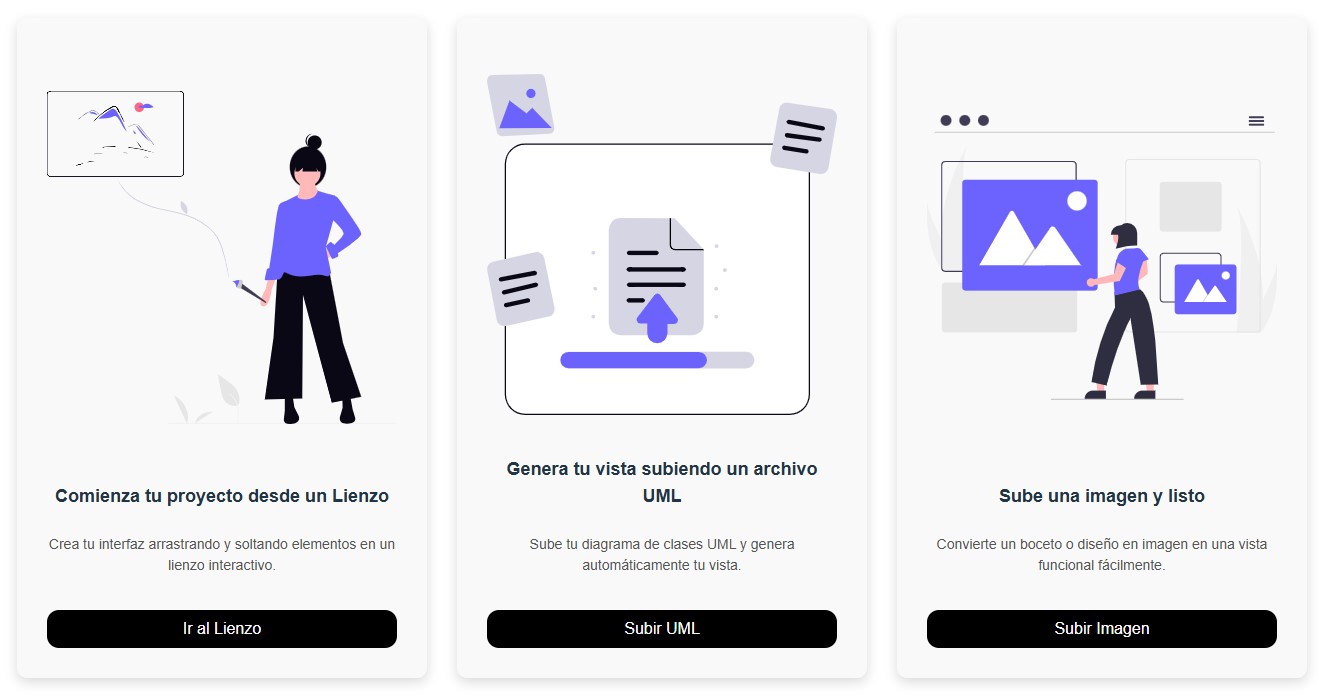 Comienza tu proyecto desde un Lienzo
Crea tu interfaz arrastrando y soltando elementos en un
lienzo interactivo.
Ir al Lienzo
Genera tu vista subiendo un archivo
UML
Sube tu diagrama de clases UML y genera
automáticamente tu vista.
Subir UML
Sube una imagen y listo
Convierte un boceto o diseño en imagen en una vista
funcional fácilmente.
Subir Imagen